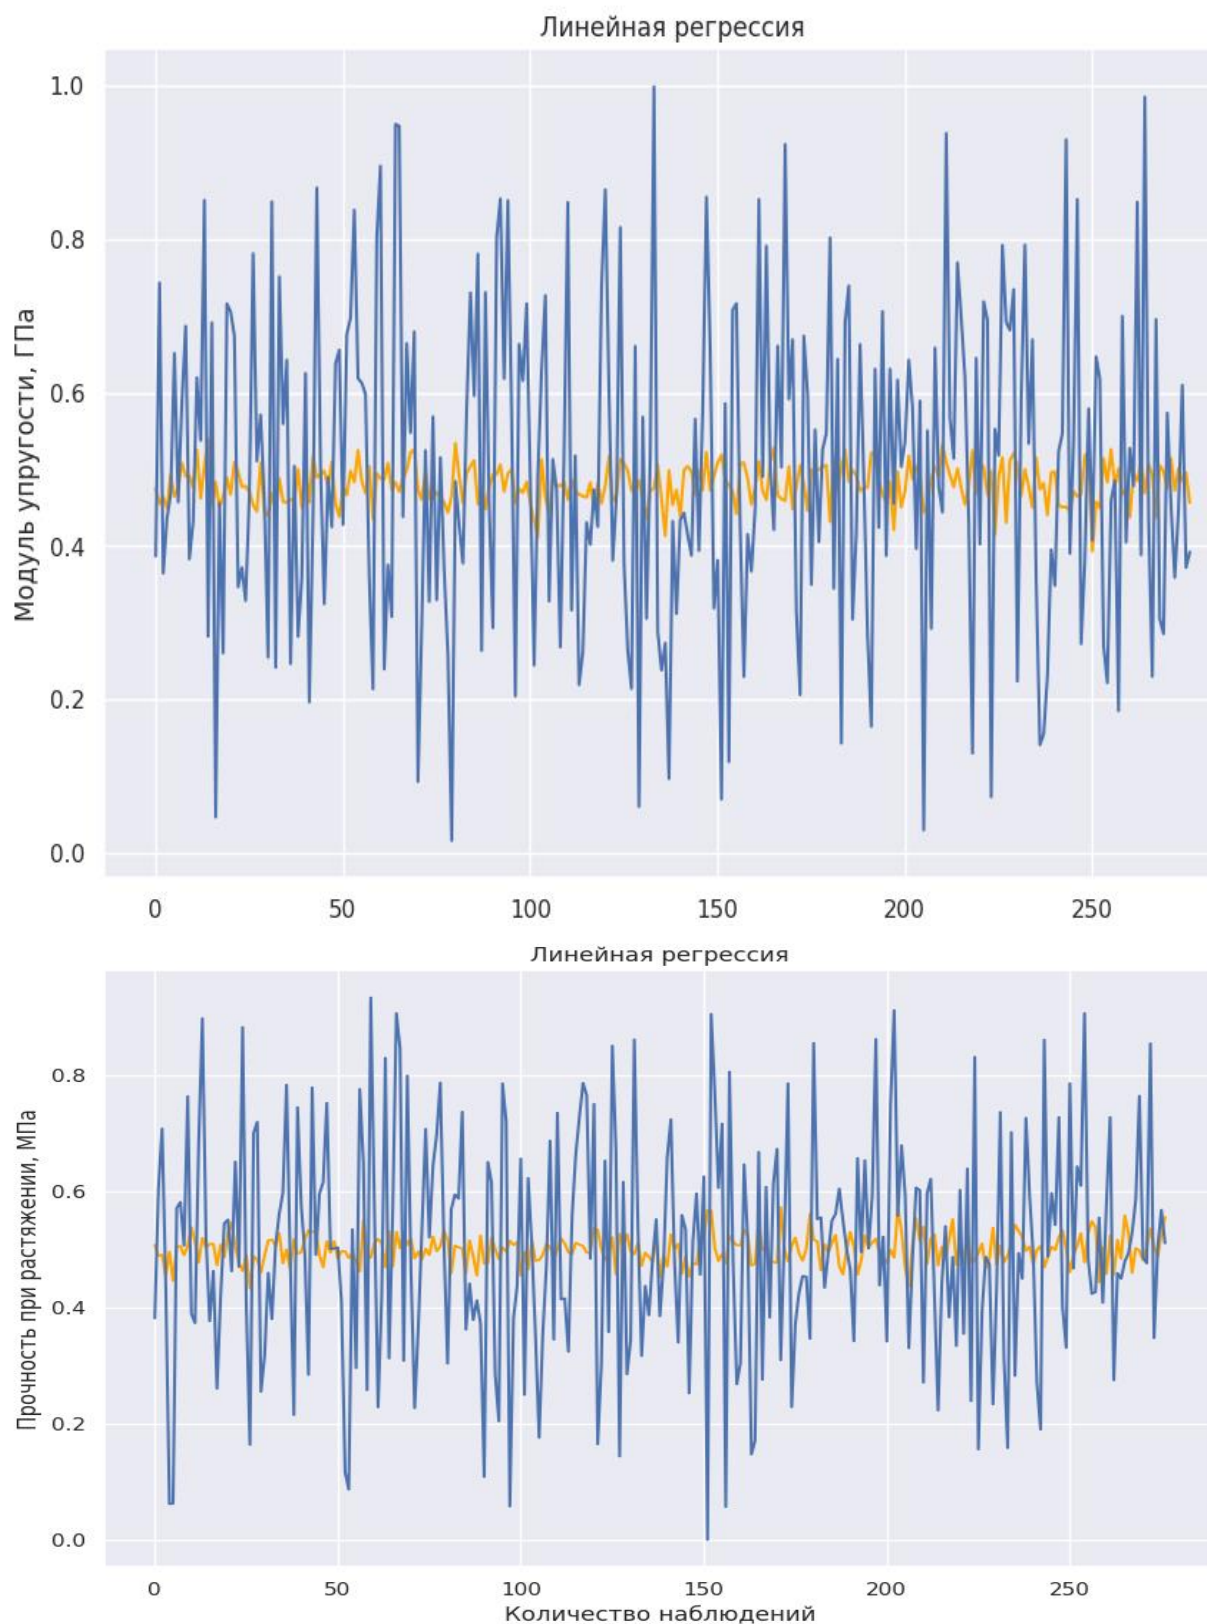 Линейная регрессия
Модуль упругости, ГПа
1.0
0.8
0.6
0.4
0.2
0.0
0 50 100 150 200 250
Линейная регрессия
Прочность при растяжении, МПа
0.8
0.6
0.4
0.2
0.0
0 50 100 150 200 250
Количество наблюдений